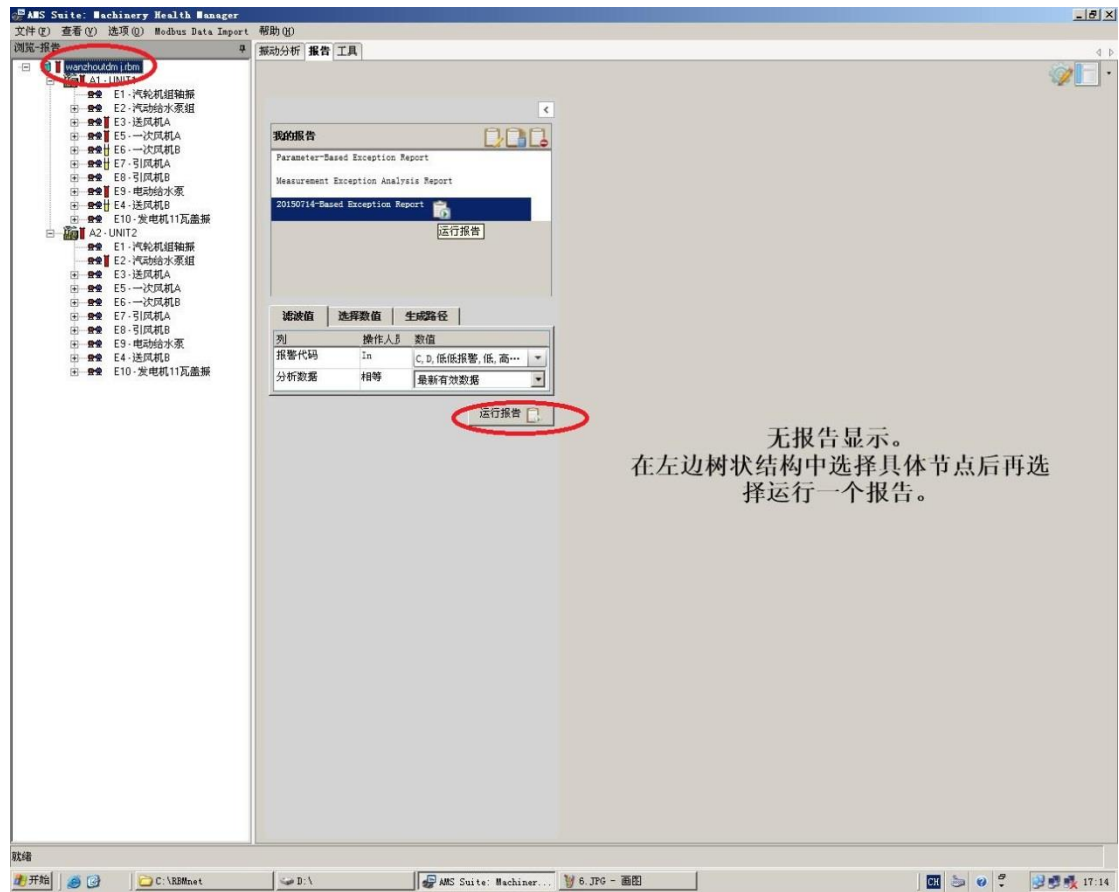 AMS Suite: Machinery Health Manager
文件(F) 查看(V) 选项(O) Modbus Data Import 帮助(H)
浏览-报告
振动分析 报告 工具
wanzhoutdm j.rbm
A1 - UNIT1
E1 - 汽轮机组轴振
E2 - 汽动给水泵组
E3 - 送风机A
E5 - 一次风机A
E6 - 一次风机B
E7 - 引风机A
E8 - 引风机B
E9 - 电动给水泵
E4 - 送风机B
E10 - 发电机11瓦盖振
A2 - UNIT2
E1 - 汽轮机组轴振
E2 - 汽动给水泵组
E3 - 送风机A
E5 - 一次风机A
E6 - 一次风机B
E7 - 引风机A
E8 - 引风机B
E9 - 电动给水泵
E4 - 送风机B
E10 - 发电机11瓦盖振
我的报告
Parameter-Based Exception Report
Measurement Exception Analysis Report
20150714-Based Exception Report
运行报告
滤波值 选择数值 生成路径
列 操作人员 数值
报警代码 In C, D, 低低报警, 低, 高…
分析数据 相等 最新有效数据
运行报告
无报告显示。
在左边树状结构中选择具体节点后再选
择运行一个报告。
就绪
开始 C:\RBMnet D:\ AMS Suite: Machiner... 6.JPG - 画图 CH 17:14